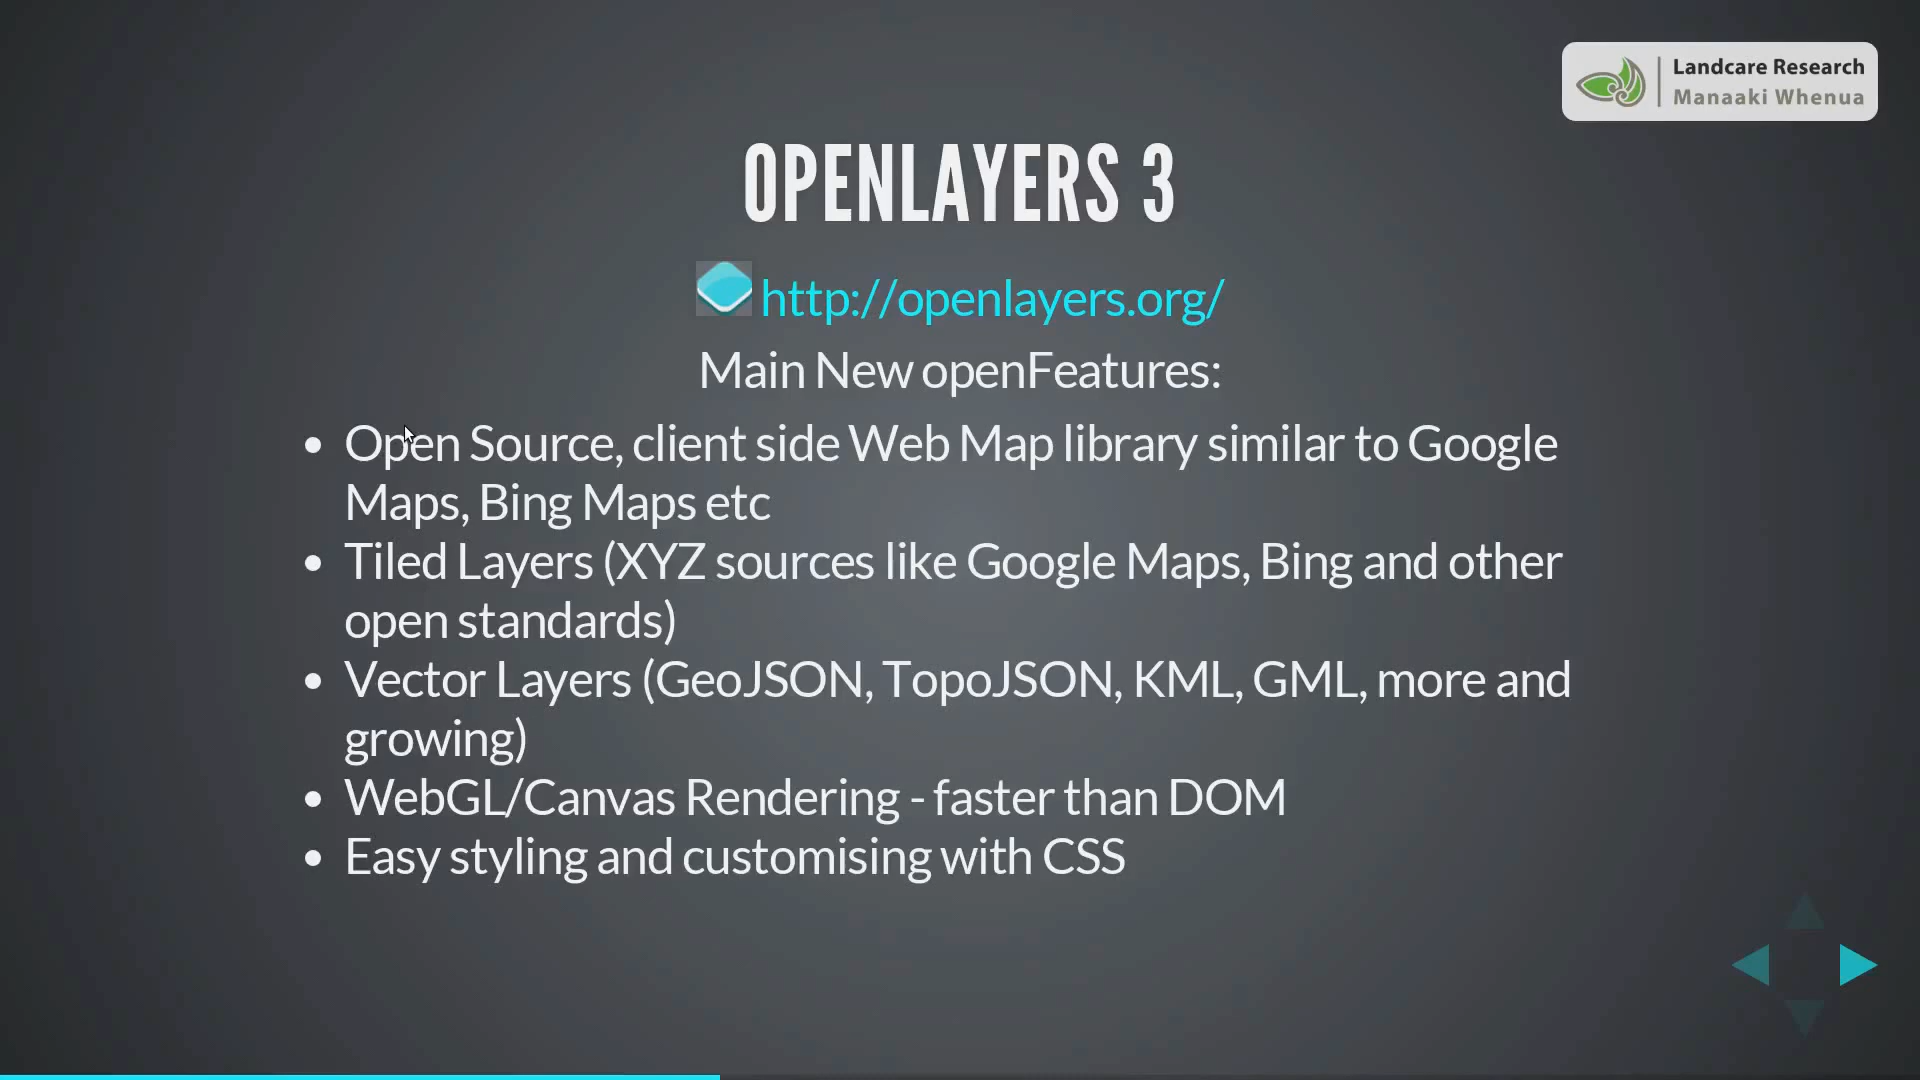 Landcare Research
Manaaki Whenua
OPENLAYERS 3
http://openlayers.org/
Main New openFeatures:
• Open Source, client side Web Map library similar to Google
Maps, Bing Maps etc
• Tiled Layers (XYZ sources like Google Maps, Bing and other
open standards)
• Vector Layers (GeoJSON, TopoJSON, KML, GML, more and
growing)
• WebGL/Canvas Rendering - faster than DOM
• Easy styling and customising with CSS